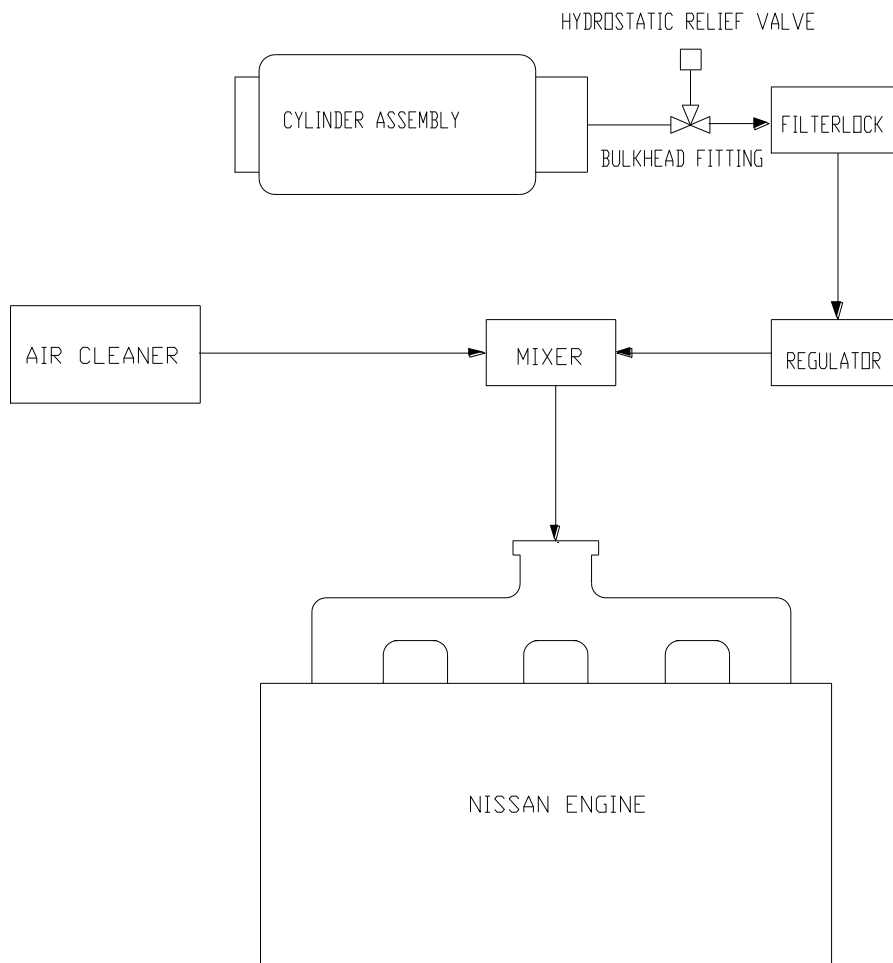 HYDROSTATIC RELIEF VALVE
CYLINDER ASSEMBLY
FILTERLOCK
BULKHEAD FITTING
AIR CLEANER
MIXER
REGULATOR
NISSAN ENGINE